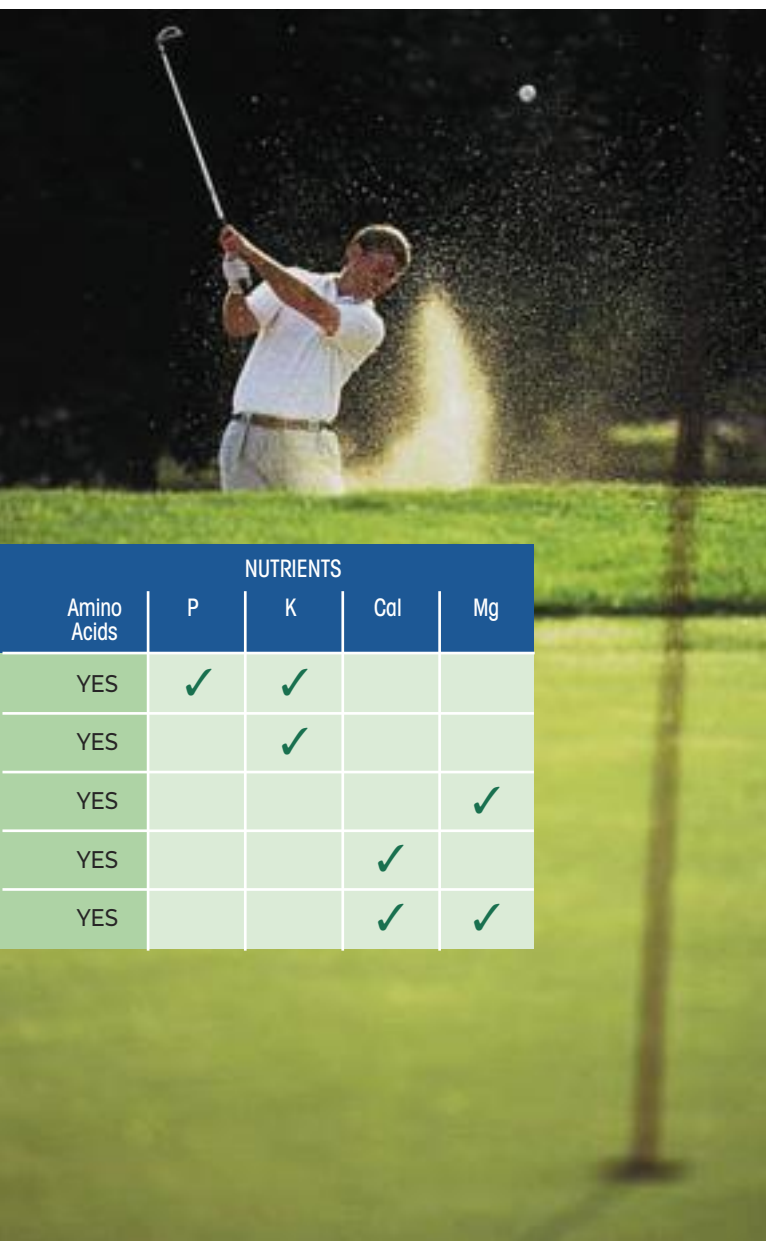 NUTRIENTS
Amino Acids P K Cal Mg
YES ✓ ✓
YES ✓
YES ✓
YES ✓
YES ✓ ✓